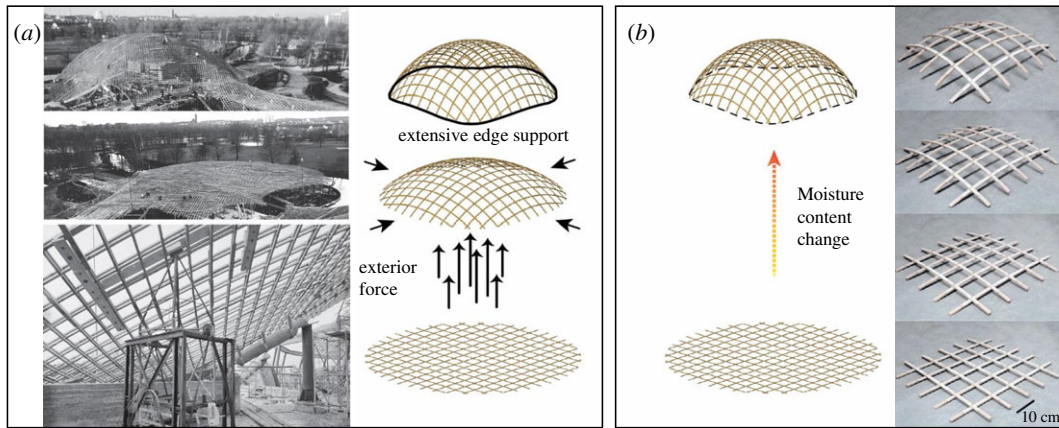 (a)
extensive edge support
exterior
force
(b)
Moisture
content
change
10 cm